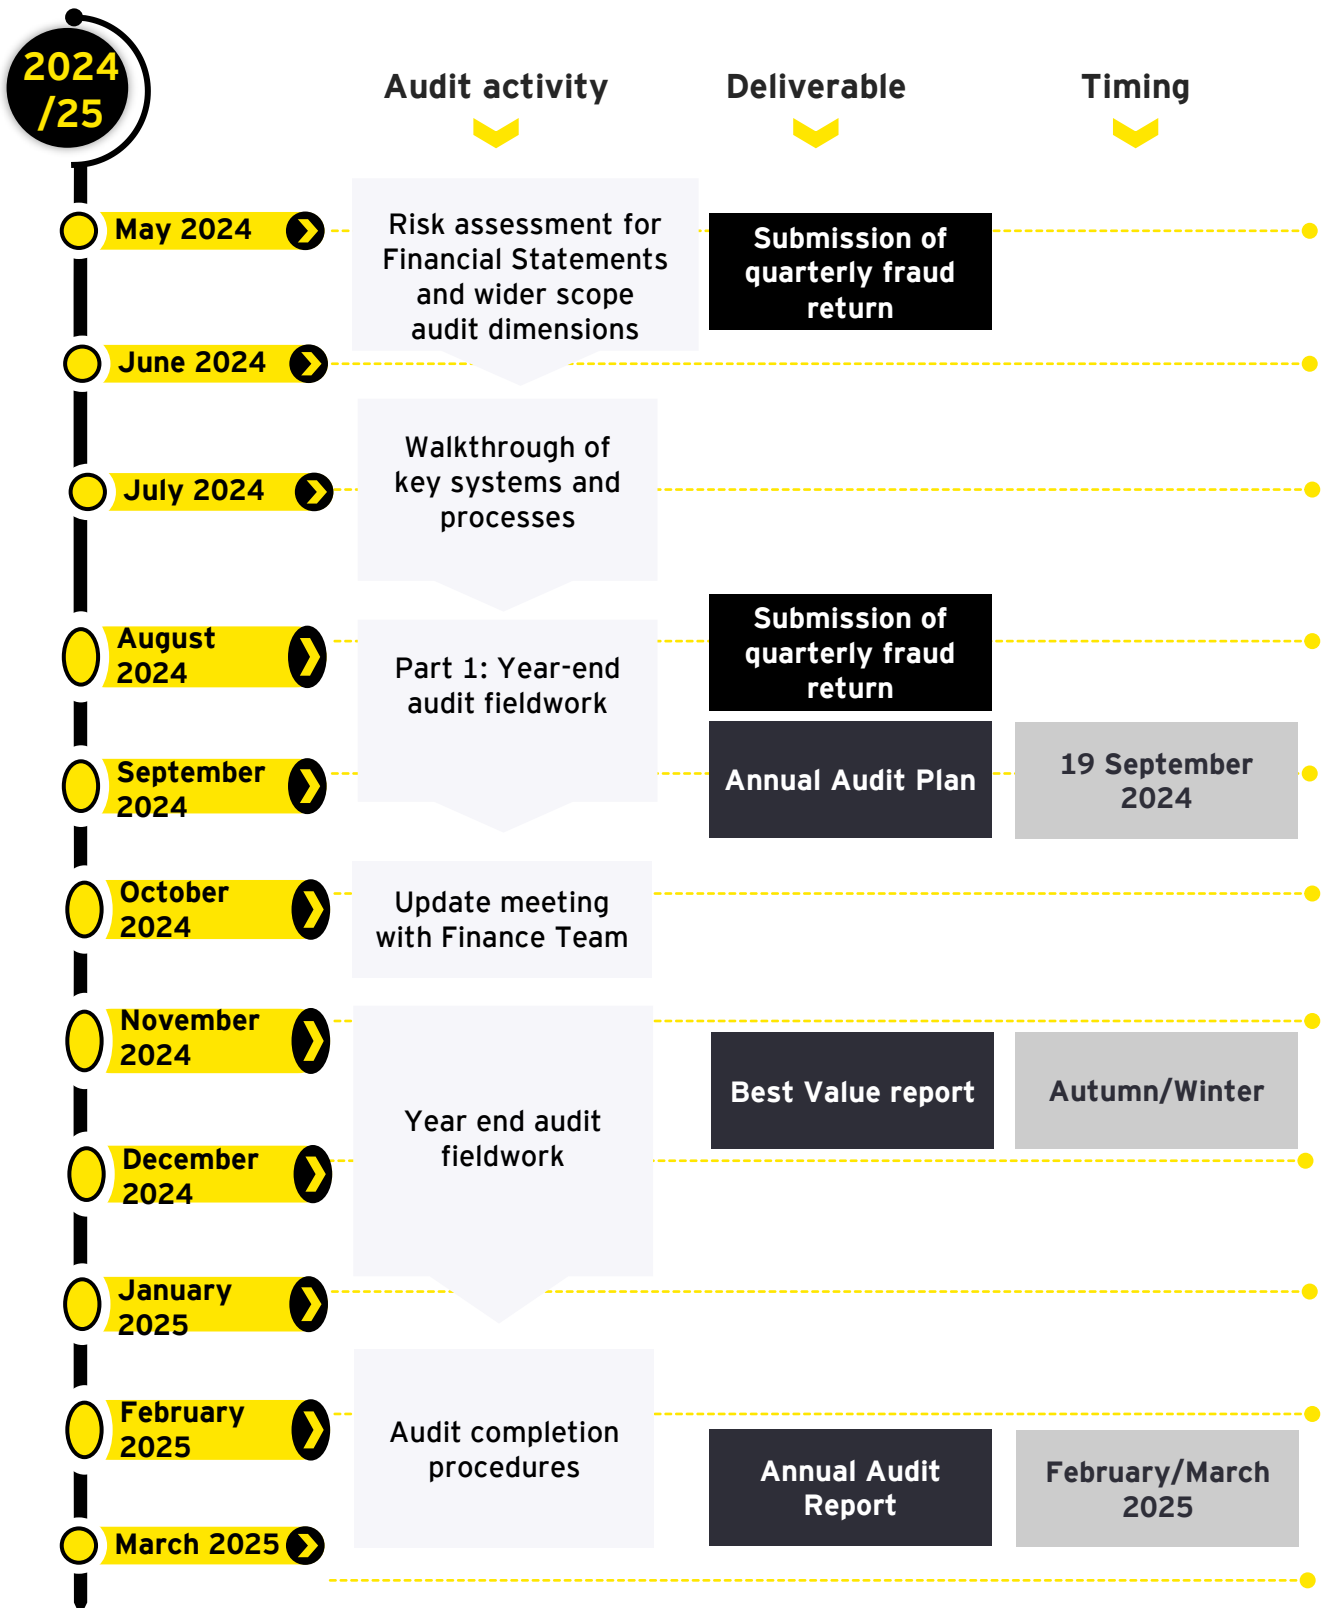 2024
/25
Audit activity
Deliverable
Timing
May 2024
Risk assessment for
Financial Statements
and wider scope
audit dimensions
Submission of
quarterly fraud
return
June 2024
July 2024
Walkthrough of
key systems and
processes
August
2024
Part 1: Year-end
audit fieldwork
Submission of
quarterly fraud
return
September
2024
Annual Audit Plan
19 September
2024
October
2024
Update meeting
with Finance Team
November
2024
Year end audit
fieldwork
Best Value report
Autumn/Winter
December
2024
January
2025
February
2025
Audit completion
procedures
Annual Audit
Report
February/March
2025
March 2025